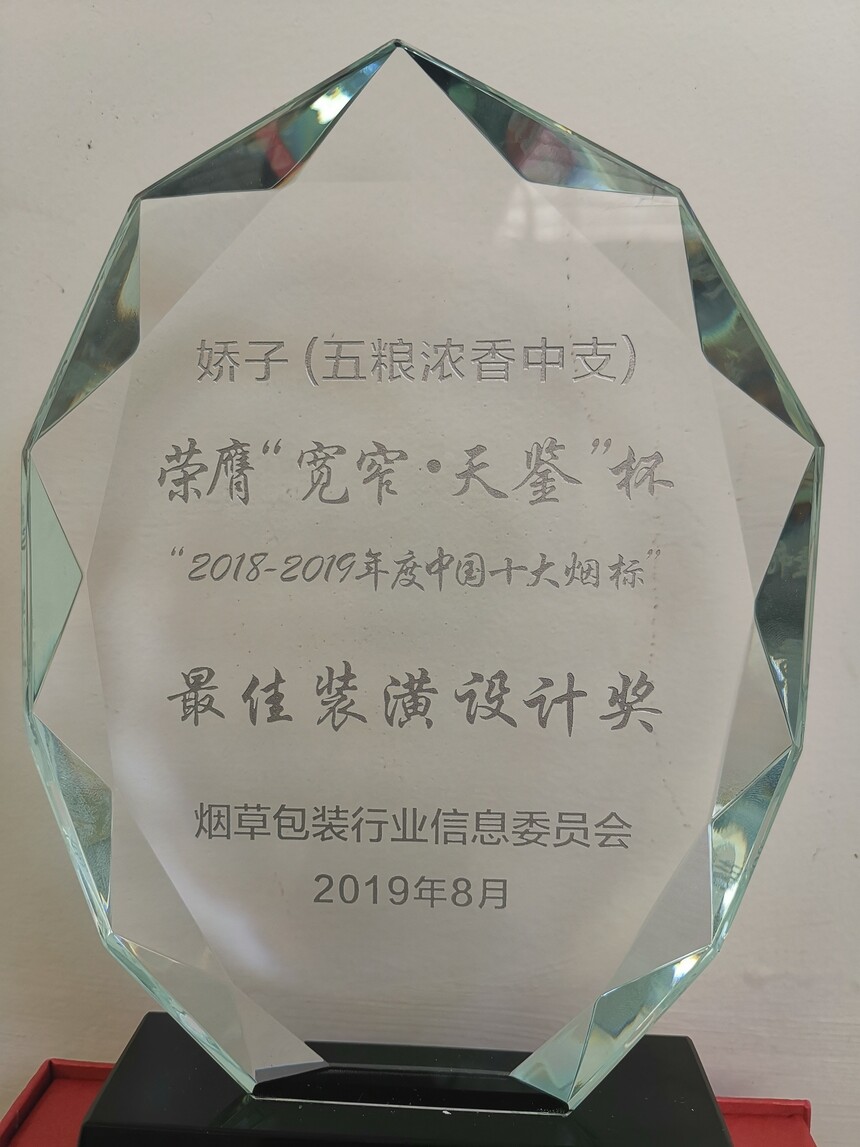 娇子(五粮浓香中支)
荣膺“宽窄·天鉴”杯
“2018-2019年度中国十大烟标”
最佳装潢设计奖
烟草包装行业信息委员会
2019年8月